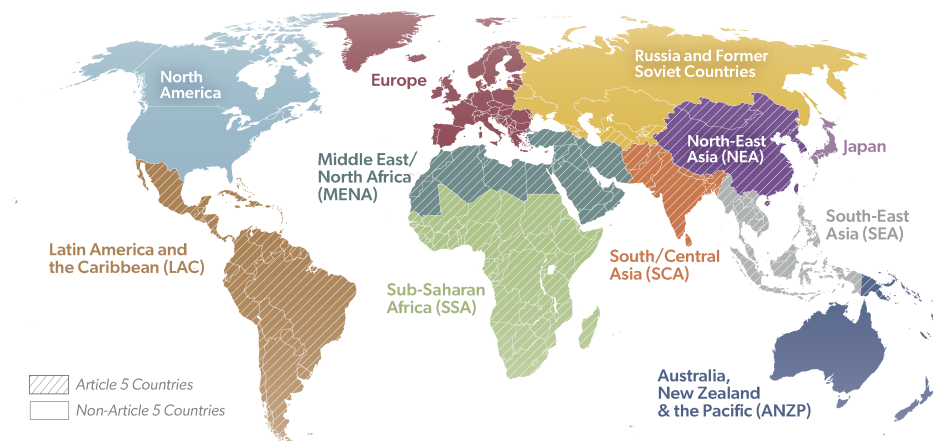 North
America
Europe
Russia and Former
Soviet Countries
North-East
Asia (NEA)
Japan
Middle East/
North Africa
(MENA)
South-East
Asia (SEA)
Latin America and
the Caribbean (LAC)
South/Central
Asia (SCA)
Sub-Saharan
Africa (SSA)
Australia,
New Zealand
& the Pacific (ANZP)
Article 5 Countries
Non-Article 5 Countries